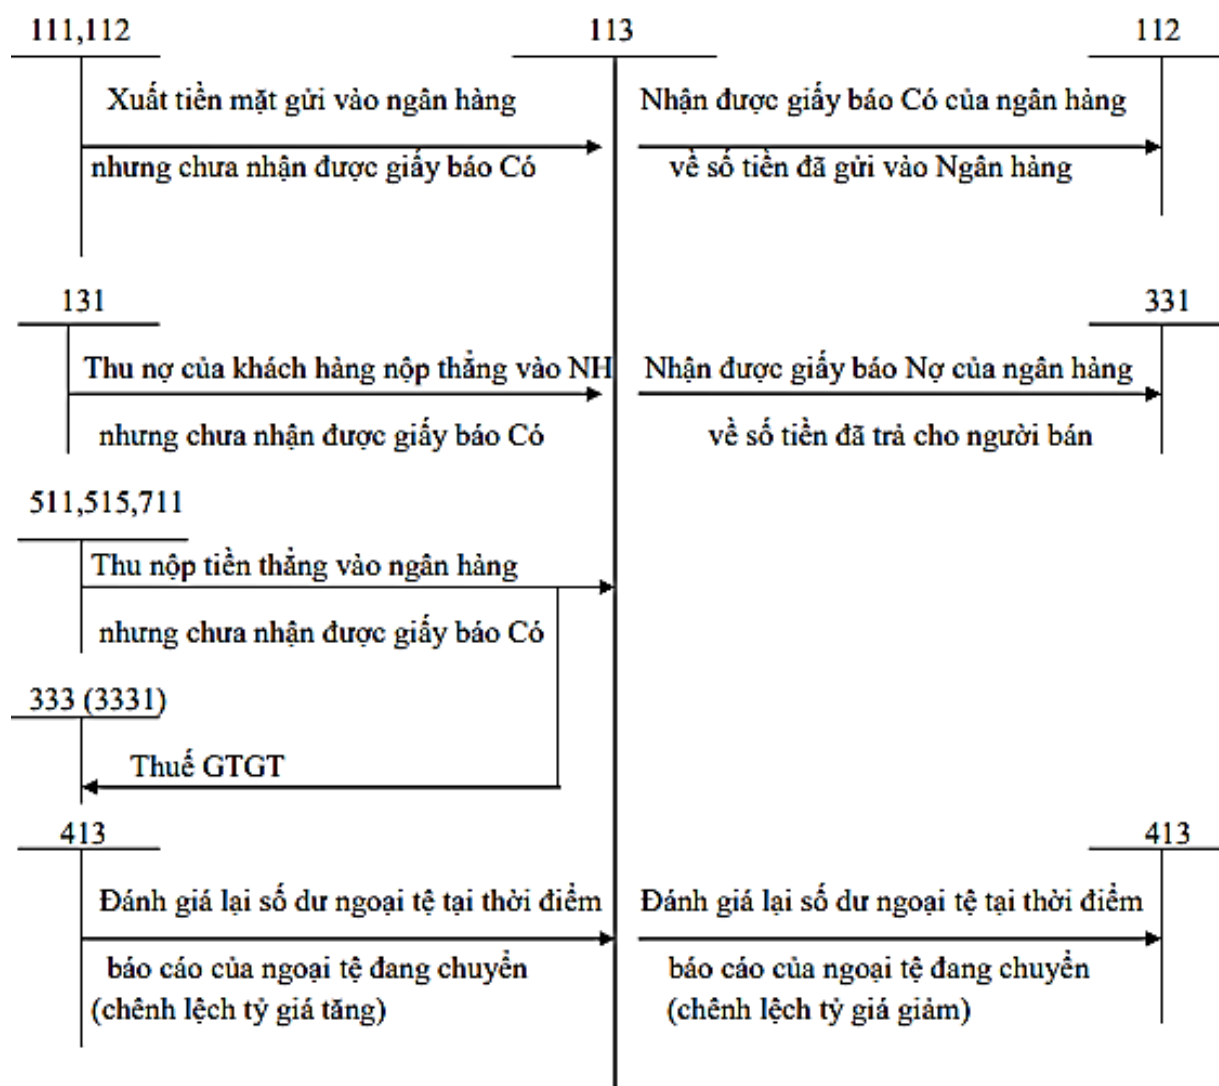 111,112
113
112
Xuất tiền mặt gửi vào ngân hàng
nhưng chưa nhận được giấy báo Có
Nhận được giấy báo Có của ngân hàng
về số tiền đã gửi vào Ngân hàng
131
331
Thu nợ của khách hàng nộp thẳng vào NH
nhưng chưa nhận được giấy báo Có
Nhận được giấy báo Nợ của ngân hàng
về số tiền đã trả cho người bán
511,515,711
Thu nộp tiền thẳng vào ngân hàng
nhưng chưa nhận được giấy báo Có
333 (3331)
Thuế GTGT
413
413
Đánh giá lại số dư ngoại tệ tại thời điểm
báo cáo của ngoại tệ đang chuyển
(chênh lệch tỷ giá tăng)
Đánh giá lại số dư ngoại tệ tại thời điểm
báo cáo của ngoại tệ đang chuyển
(chênh lệch tỷ giá giảm)